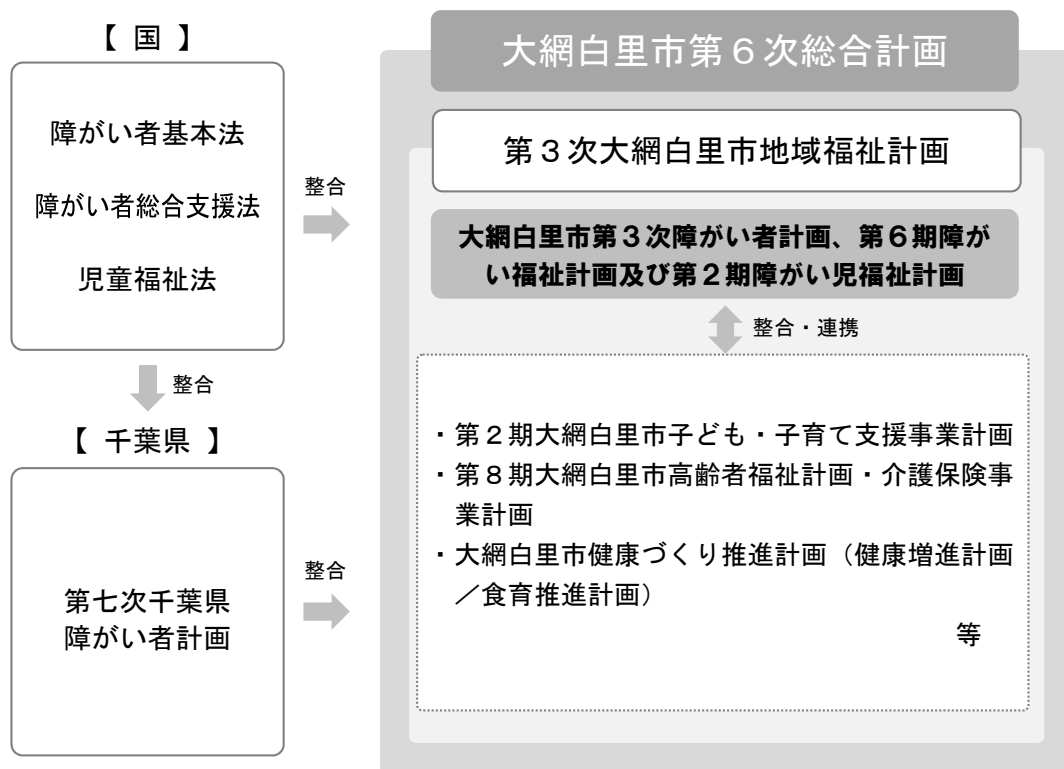 【 国 】
障がい者基本法
障がい者総合支援法
児童福祉法
整合
整合
【 千葉県 】
第七次千葉県
障がい者計画
整合
大網白里市第６次総合計画
第３次大網白里市地域福祉計画
大網白里市第３次障がい者計画、第６期障が
い福祉計画及び第２期障がい児福祉計画
整合・連携
・第２期大網白里市子ども・子育て支援事業計画
・第８期大網白里市高齢者福祉計画・介護保険事
業計画
・大網白里市健康づくり推進計画（健康増進計画
／食育推進計画）
等